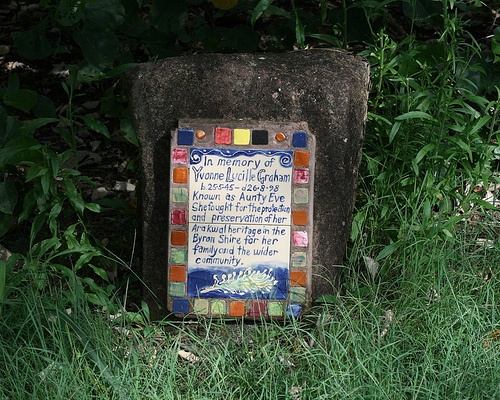 In memory of
Yvonne Lucille Graham
b.25·5·45 - d26·8·98
Known as Aunty Eve
She fought for the protection
and preservation of her
Arakwal heritage in the
Byron Shire for her
family and the wider
community.